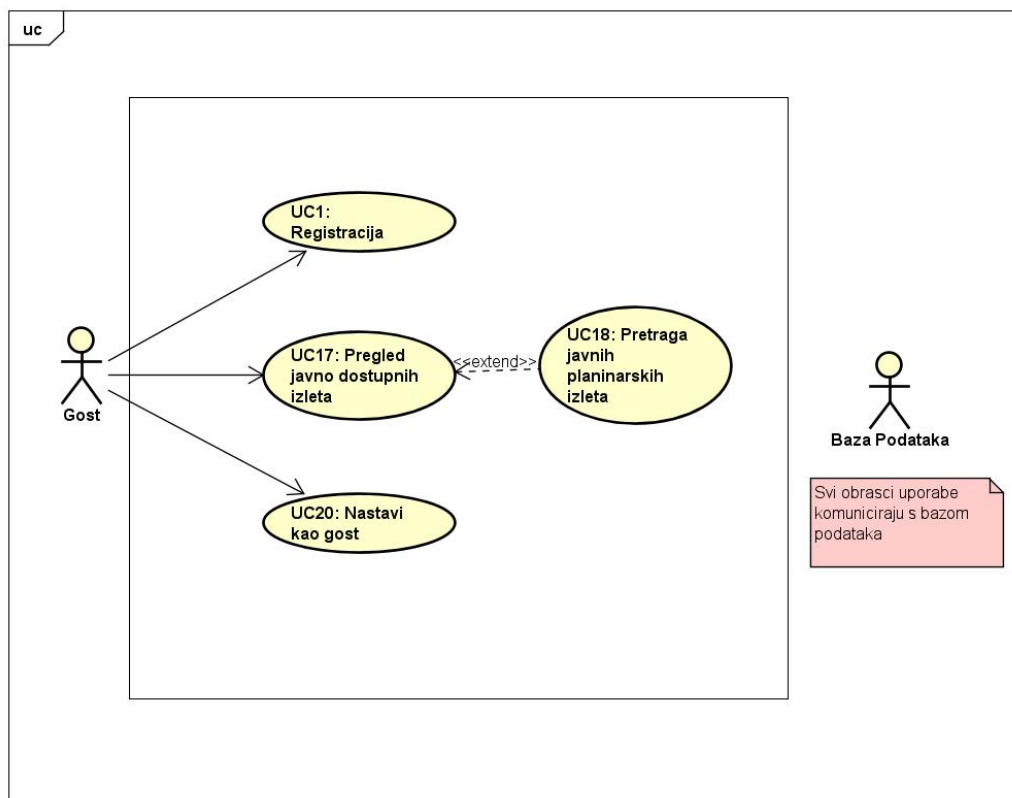 uc
UC1:
Registracija
UC17: Pregled
javno dostupnih
izleta
<<extend>>
UC18: Pretraga
javnih
planinarskih
izleta
Gost
Baza Podataka
UC20: Nastavi
kao gost
Svi obrasci uporabe
komuniciraju s bazom
podataka